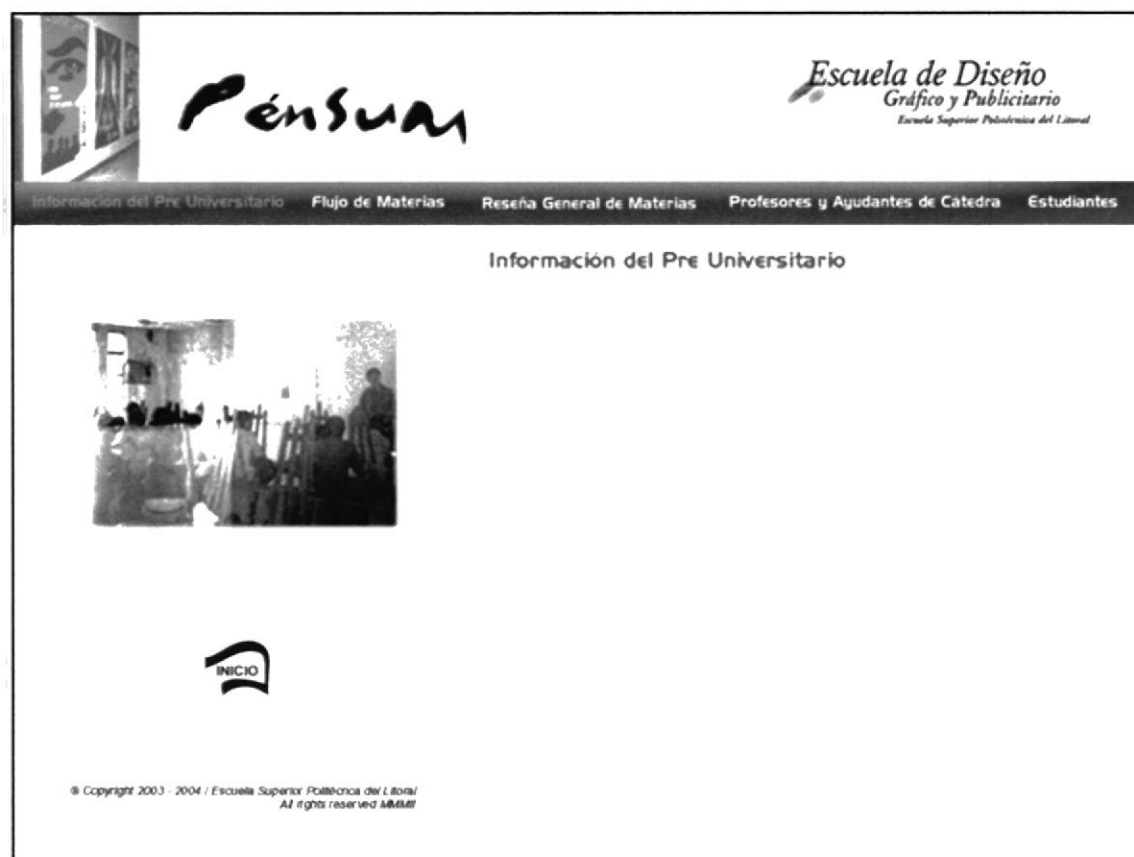 Pénsum
Escuela de Diseño
Gráfico y Publicitario
Escuela Superior Politécnica del Litoral
Información del Pre Universitario Flujo de Materias Reseña General de Materias Profesores y Ayudantes de Cátedra Estudiantes
Información del Pre Universitario
INICIO
® Copyright 2003 - 2004 / Escuela Superior Politécnica del Litoral
All rights reserved MMMIII